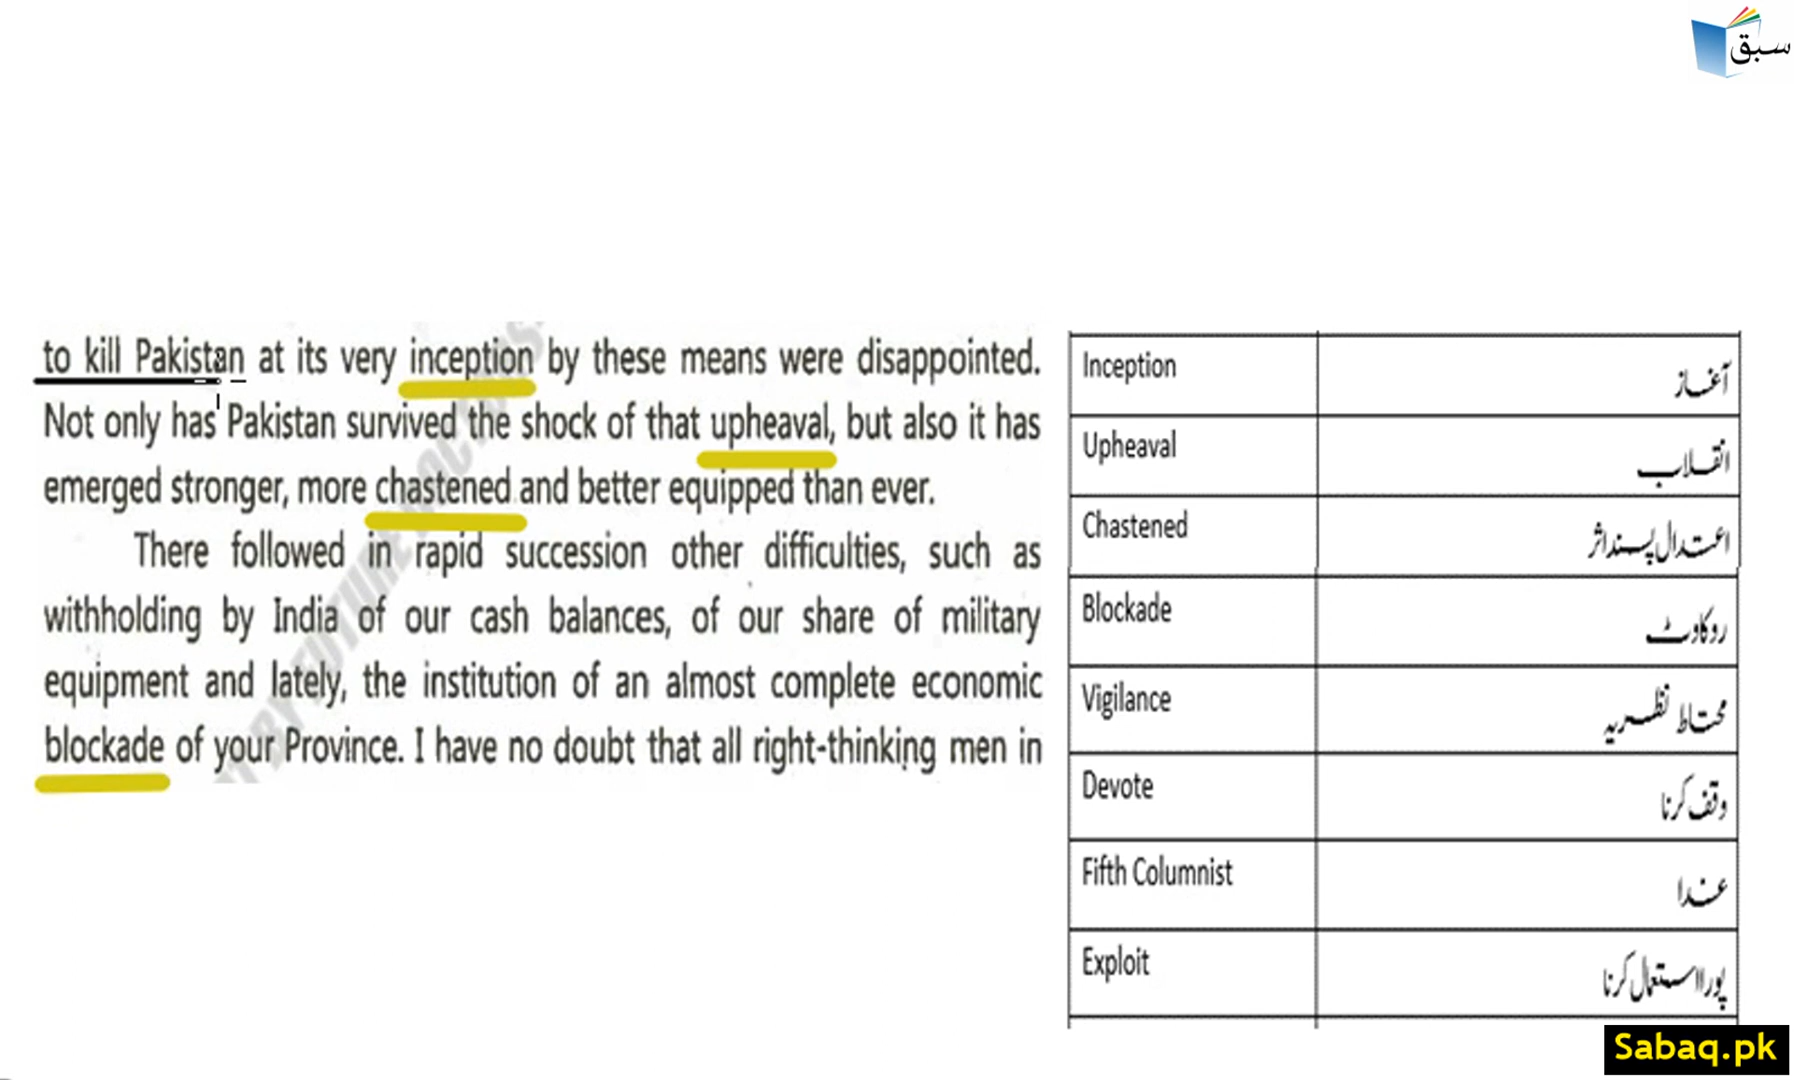 سبق
to kill Pakistan at its very inception by these means were disappointed.
Not only has Pakistan survived the shock of that upheaval, but also it has
emerged stronger, more chastened and better equipped than ever.
There followed in rapid succession other difficulties, such as
withholding by India of our cash balances, of our share of military
equipment and lately, the institution of an almost complete economic
blockade of your Province. I have no doubt that all right-thinking men in
Inception آغاز
Upheaval انقلاب
Chastened اعتدال پسند اثر
Blockade روکاوٹ
Vigilance محتاط نظریہ
Devote وقف کرنا
Fifth Columnist غدا
Exploit پورا استعمال کرنا
Sabaq.pk